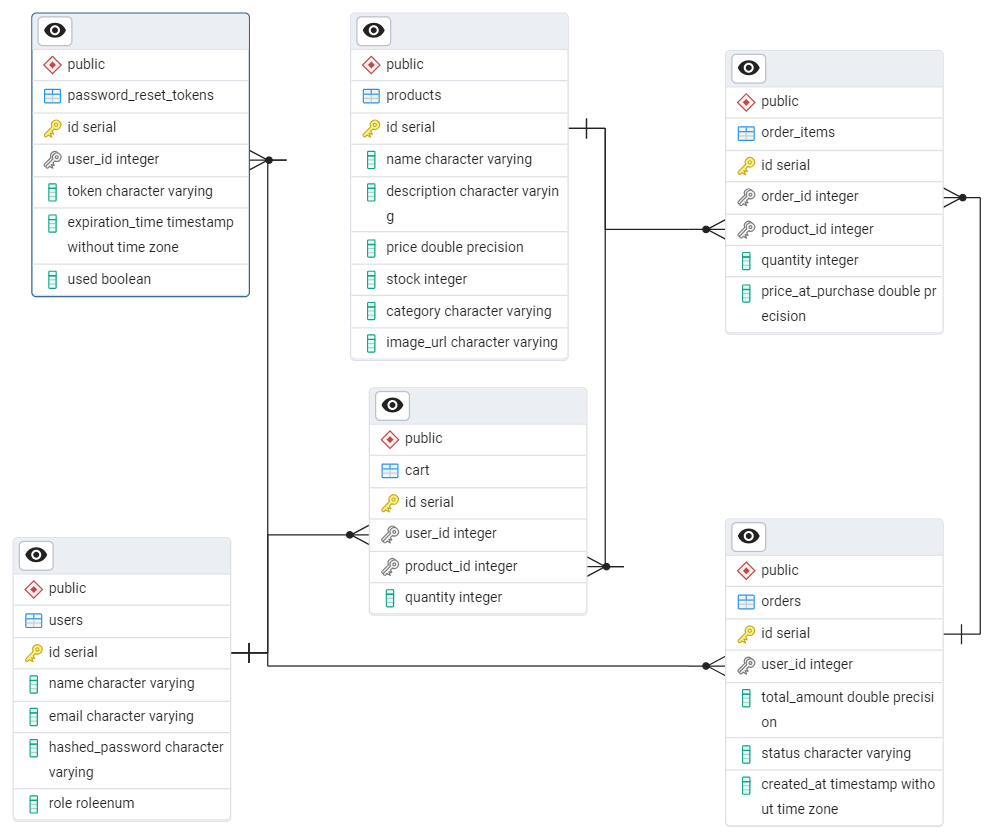 public
password_reset_tokens
id serial
user_id integer
token character varying
expiration_time timestamp
without time zone
used boolean
public
products
id serial
name character varying
description character varyin
g
price double precision
stock integer
category character varying
image_url character varying
public
order_items
id serial
order_id integer
product_id integer
quantity integer
price_at_purchase double pr
ecision
public
cart
id serial
user_id integer
product_id integer
quantity integer
public
users
id serial
name character varying
email character varying
hashed_password character
varying
role roleenum
public
orders
id serial
user_id integer
total_amount double precisi
on
status character varying
created_at timestamp witho
ut time zone